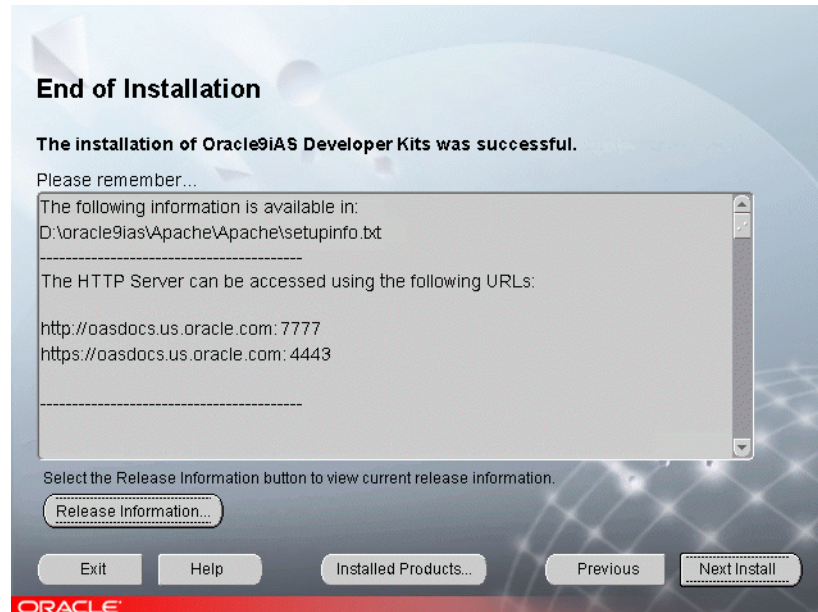 End of Installation
The installation of Oracle9iAS Developer Kits was successful.
Please remember...
The following information is available in:
D:\oracle9ias\Apache\Apache\setupinfo.txt
-----------------------------------------
The HTTP Server can be accessed using the following URLs:
http://oasdocs.us.oracle.com:7777
https://oasdocs.us.oracle.com:4443
-----------------------------------------
Select the Release Information button to view current release information.
Release Information...
Exit Help Installed Products... Previous Next Install
ORACLE